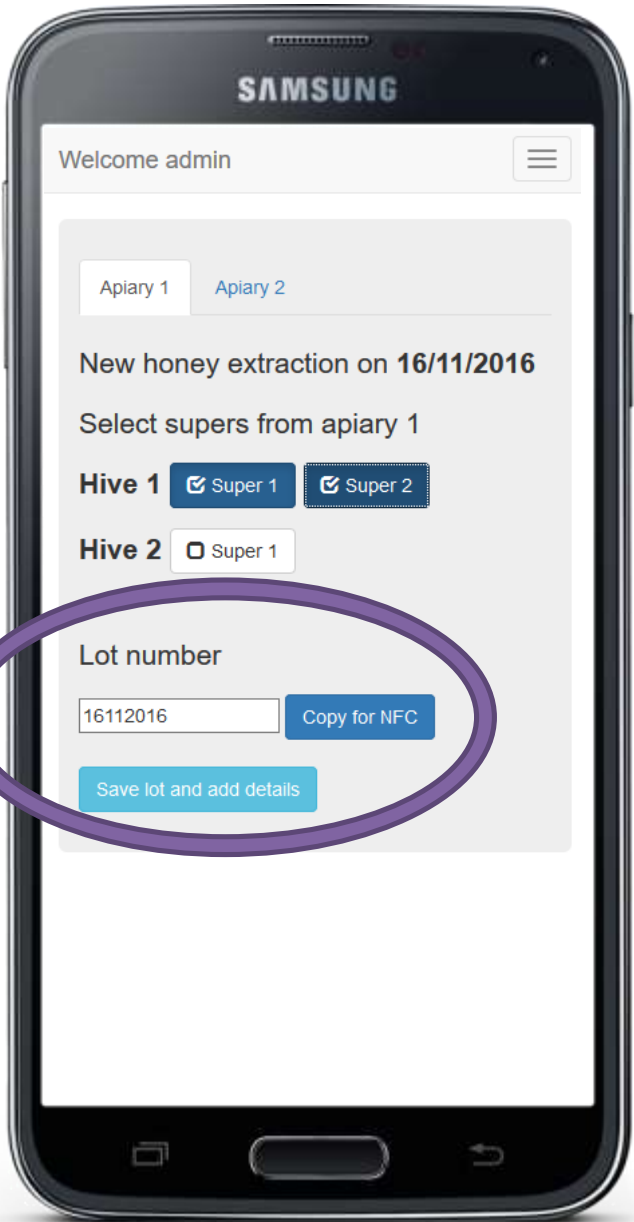 SAMSUNG
Welcome admin
Apiary 1 Apiary 2
New honey extraction on 16/11/2016
Select supers from apiary 1
Hive 1 Super 1 Super 2
Hive 2 Super 1
Lot number
16112016 Copy for NFC
Save lot and add details